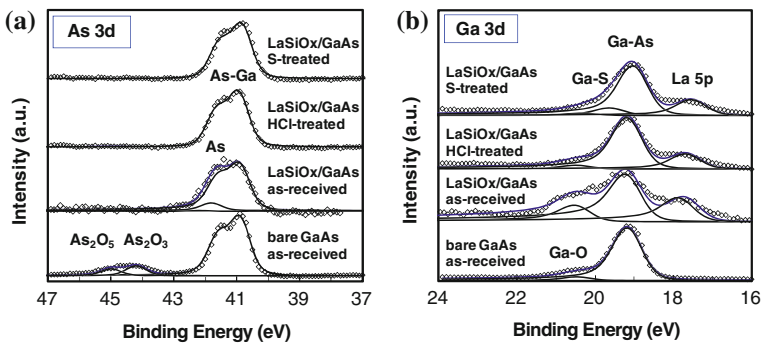 (a)
As 3d
LaSiOx/GaAs
S-treated
As-Ga
LaSiOx/GaAs
HCl-treated
As
LaSiOx/GaAs
as-received
As₂O₅
As₂O₃
bare GaAs
as-received
Intensity (a.u.)
47 45 43 41 39 37
Binding Energy (eV)
(b)
Ga 3d
Ga-As
LaSiOx/GaAs
S-treated
Ga-S
La 5p
LaSiOx/GaAs
HCl-treated
LaSiOx/GaAs
as-received
bare GaAs
as-received
Ga-O
Intensity (a.u.)
24 22 20 18 16
Binding Energy (eV)